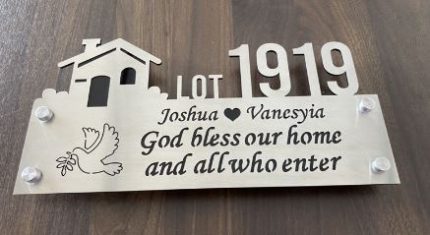 LOT 1919
Joshua ♥ Vanesyia
God bless our home
and all who enter